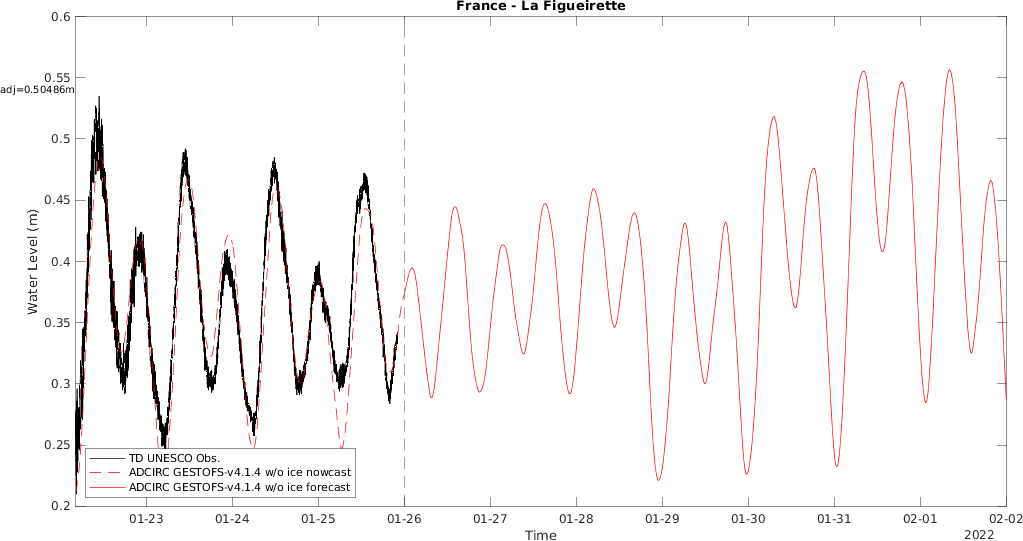 France - La Figueirette
adj=0.50486m
Water Level (m)
0.6
0.55
0.5
0.45
0.4
0.35
0.3
0.25
0.2
TD UNESCO Obs.
ADCIRC GESTOFS-v4.1.4 w/o ice nowcast
ADCIRC GESTOFS-v4.1.4 w/o ice forecast
01-23 01-24 01-25 01-26 01-27 01-28 01-29 01-30 01-31 02-01 02-02
Time
2022